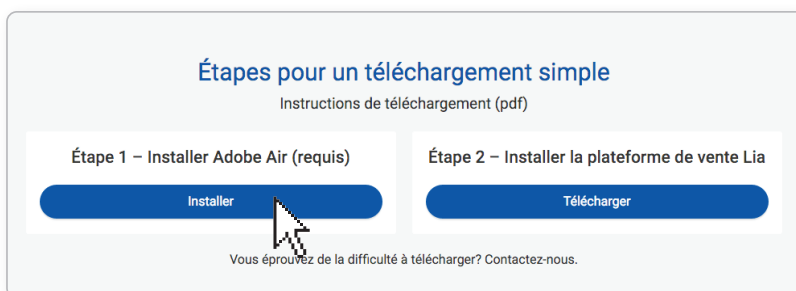 Étapes pour un téléchargement simple
Instructions de téléchargement (pdf)
Étape 1 – Installer Adobe Air (requis)
Installer
Étape 2 – Installer la plateforme de vente Lia
Télécharger
Vous éprouvez de la difficulté à télécharger? Contactez-nous.